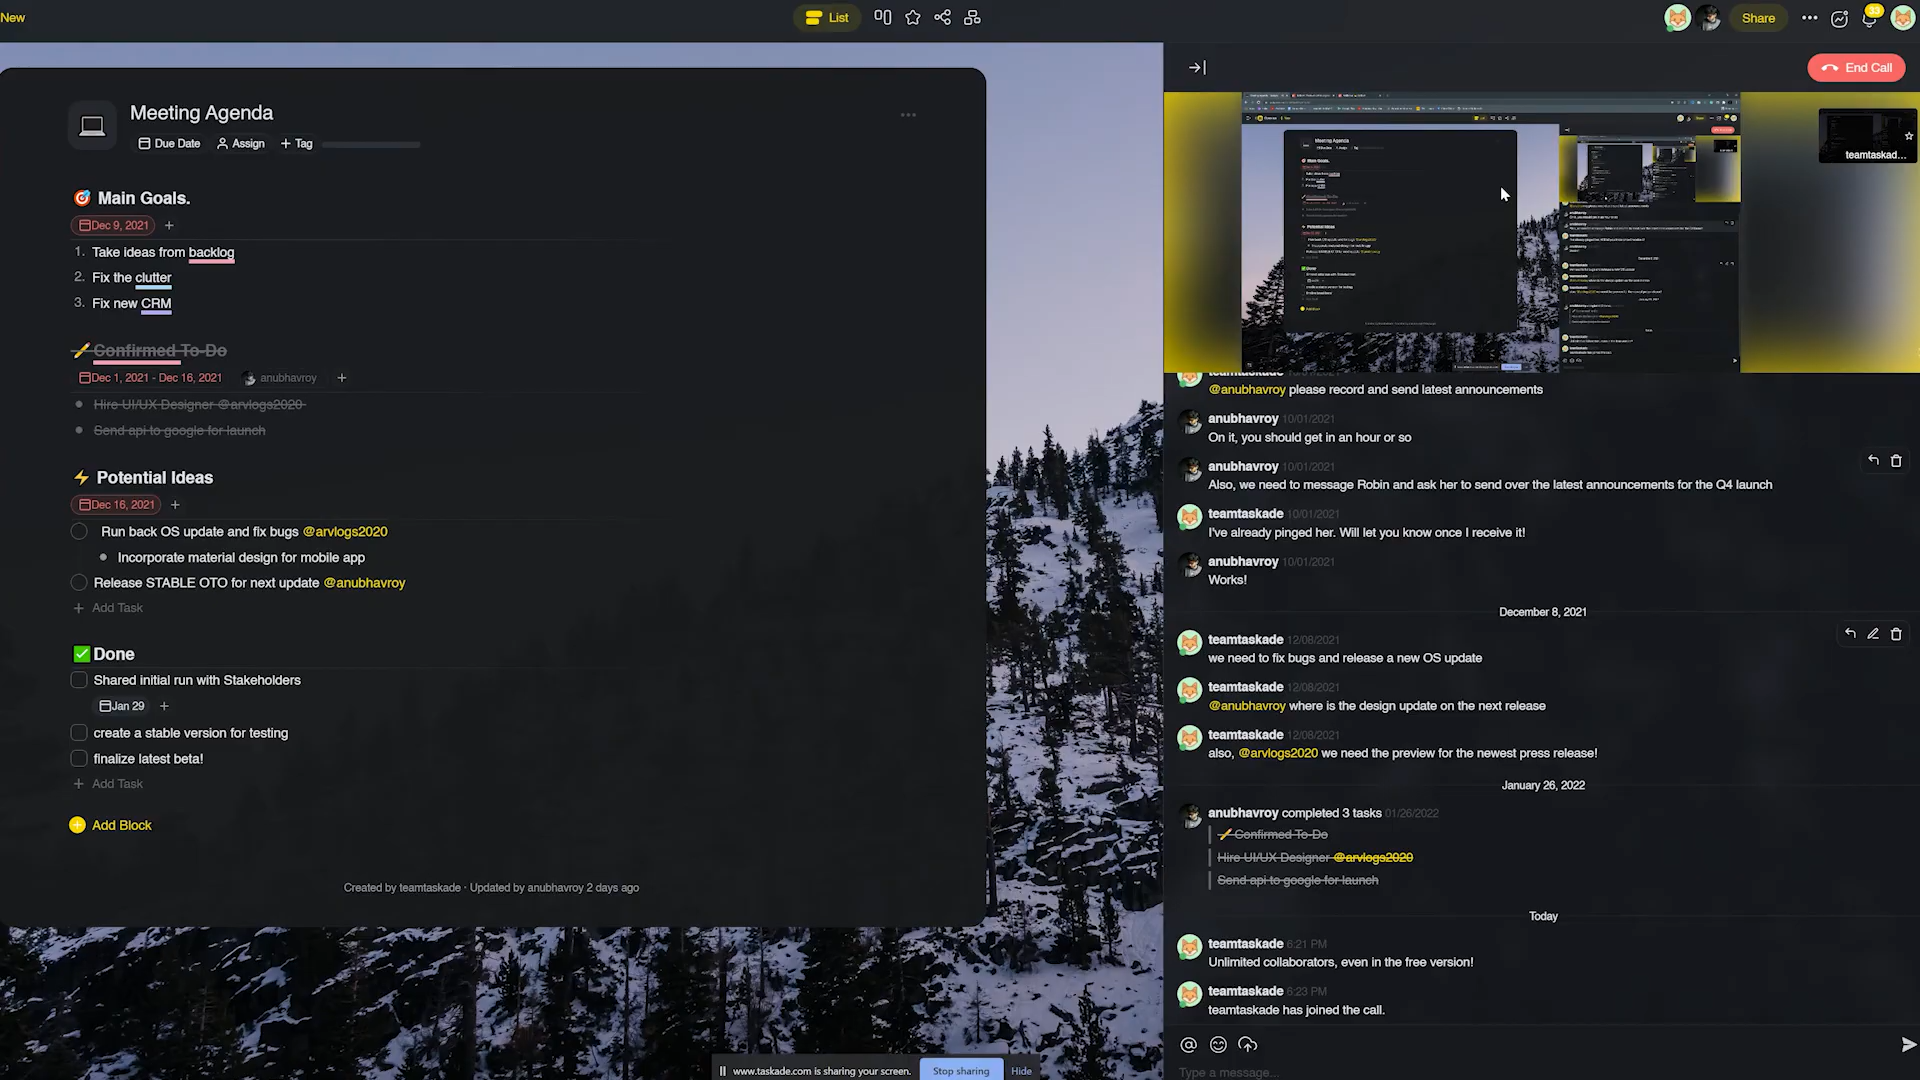 New
List
Share
33
End Call
Meeting Agenda
Due Date
Assign
+ Tag
Main Goals.
Dec 9, 2021
1. Take ideas from backlog
2. Fix the clutter
3. Fix new CRM
Confirmed To-Do
Dec 1, 2021 - Dec 16, 2021
anubhavroy
Hire UI/UX Designer @arvlogs2020
Send api to google for launch
Potential Ideas
Dec 16, 2021
Run back OS update and fix bugs @arvlogs2020
Incorporate material design for mobile app
Release STABLE OTO for next update @anubhavroy
+ Add Task
Done
Shared initial run with Stakeholders
Jan 29
create a stable version for testing
finalize latest beta!
+ Add Task
Add Block
Created by teamtaskade · Updated by anubhavroy 2 days ago
www.taskade.com is sharing your screen.
Stop sharing
Hide
teamtaskad...
Meeting Agenda
Potential Ideas
teamtaskade 10/01/2021
@anubhavroy please record and send latest announcements
anubhavroy 10/01/2021
On it, you should get in an hour or so
anubhavroy 10/01/2021
Also, we need to message Robin and ask her to send over the latest announcements for the Q4 launch
teamtaskade 10/01/2021
I've already pinged her. Will let you know once I receive it!
anubhavroy 10/01/2021
Works!
December 8, 2021
teamtaskade 12/08/2021
we need to fix bugs and release a new OS update
teamtaskade 12/08/2021
@anubhavroy where is the design update on the next release
teamtaskade 12/08/2021
also, @arvlogs2020 we need the preview for the newest press release!
January 26, 2022
anubhavroy completed 3 tasks 01/26/2022
Confirmed To-Do
Hire UI/UX Designer @arvlogs2020
Send api to google for launch
Today
teamtaskade 6:21 PM
Unlimited collaborators, even in the free version!
teamtaskade 6:23 PM
teamtaskade has joined the call.
Type a message...